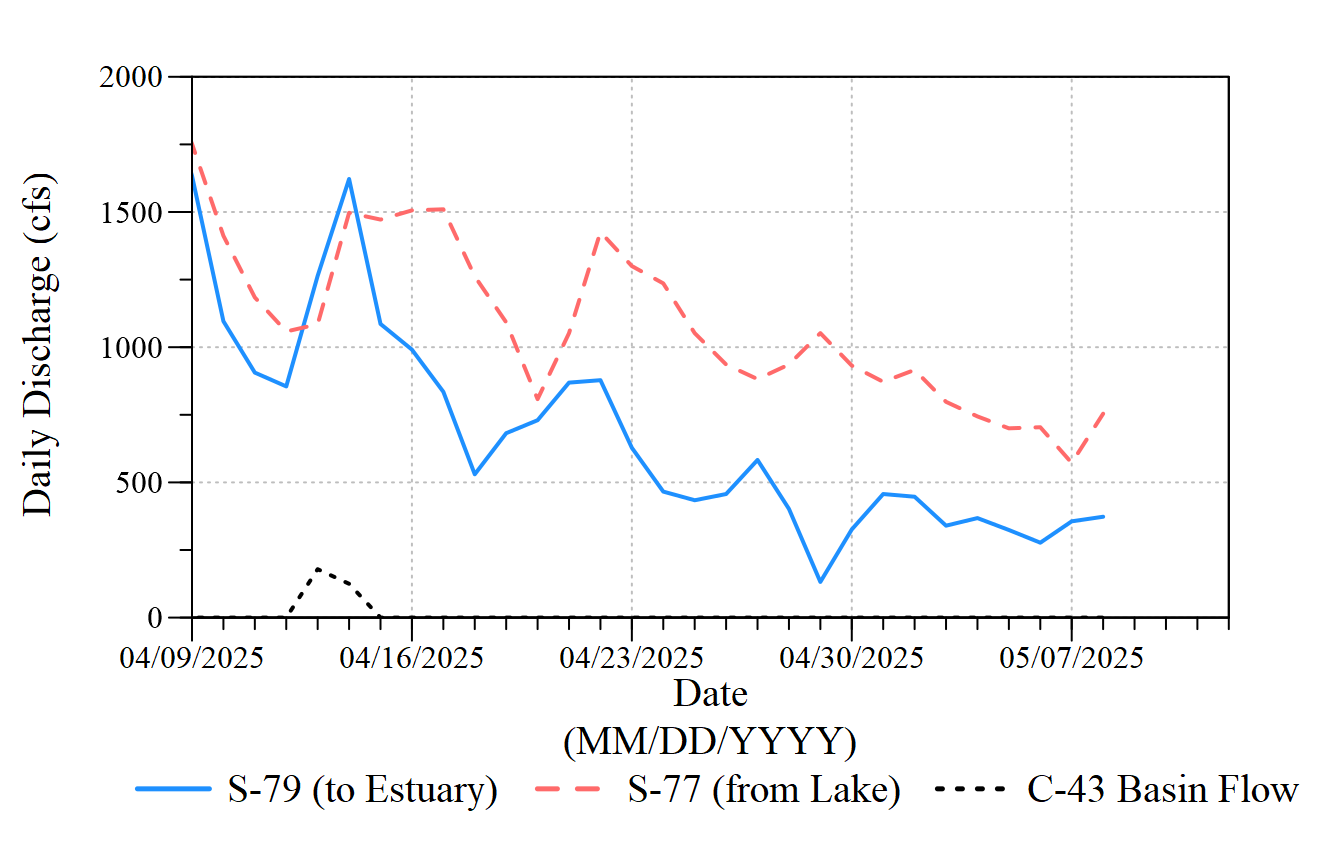 2000
1500
1000
500
0
Daily Discharge (cfs)
04/09/2025 04/16/2025 04/23/2025 04/30/2025 05/07/2025
Date
(MM/DD/YYYY)
S-79 (to Estuary) S-77 (from Lake) C-43 Basin Flow